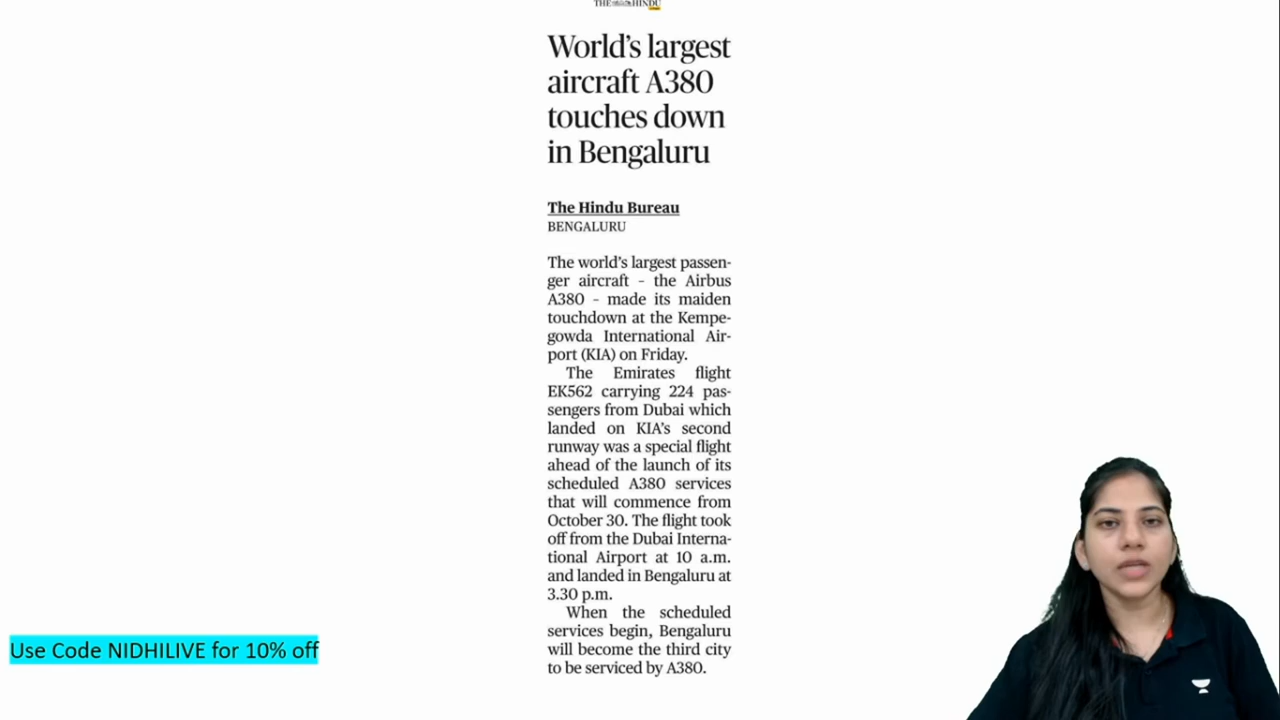 THE HINDU
World's largest
aircraft A380
touches down
in Bengaluru
The Hindu Bureau
BENGALURU
The world's largest passen-
ger aircraft – the Airbus
A380 – made its maiden
touchdown at the Kempe-
gowda International Air-
port (KIA) on Friday.
The Emirates flight
EK562 carrying 224 pas-
sengers from Dubai which
landed on KIA's second
runway was a special flight
ahead of the launch of its
scheduled A380 services
that will commence from
October 30. The flight took
off from the Dubai Interna-
tional Airport at 10 a.m.
and landed in Bengaluru at
3.30 p.m.
When the scheduled
services begin, Bengaluru
will become the third city
to be serviced by A380.
Use Code NIDHILIVE for 10% off